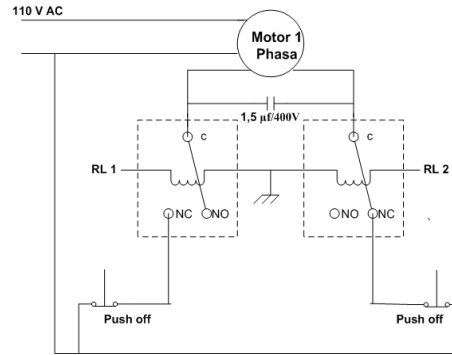 110 V AC
Motor 1
Phasa
1,5 µf/400V
C
C
RL 1
RL 2
NC
NO
NO
NC
Push off
Push off